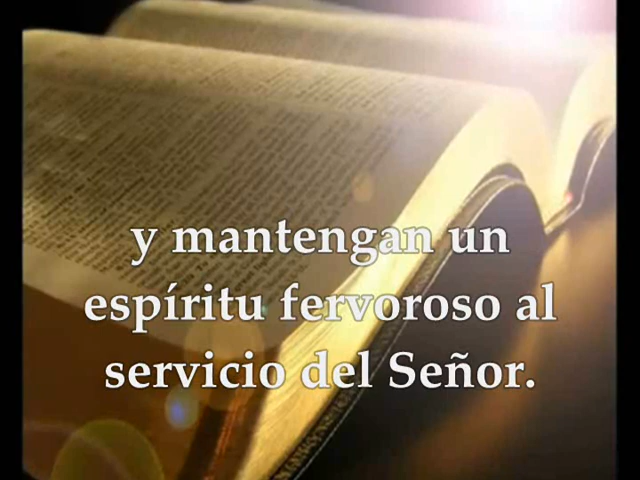 y mantengan un
espíritu fervoroso al
servicio del Señor.